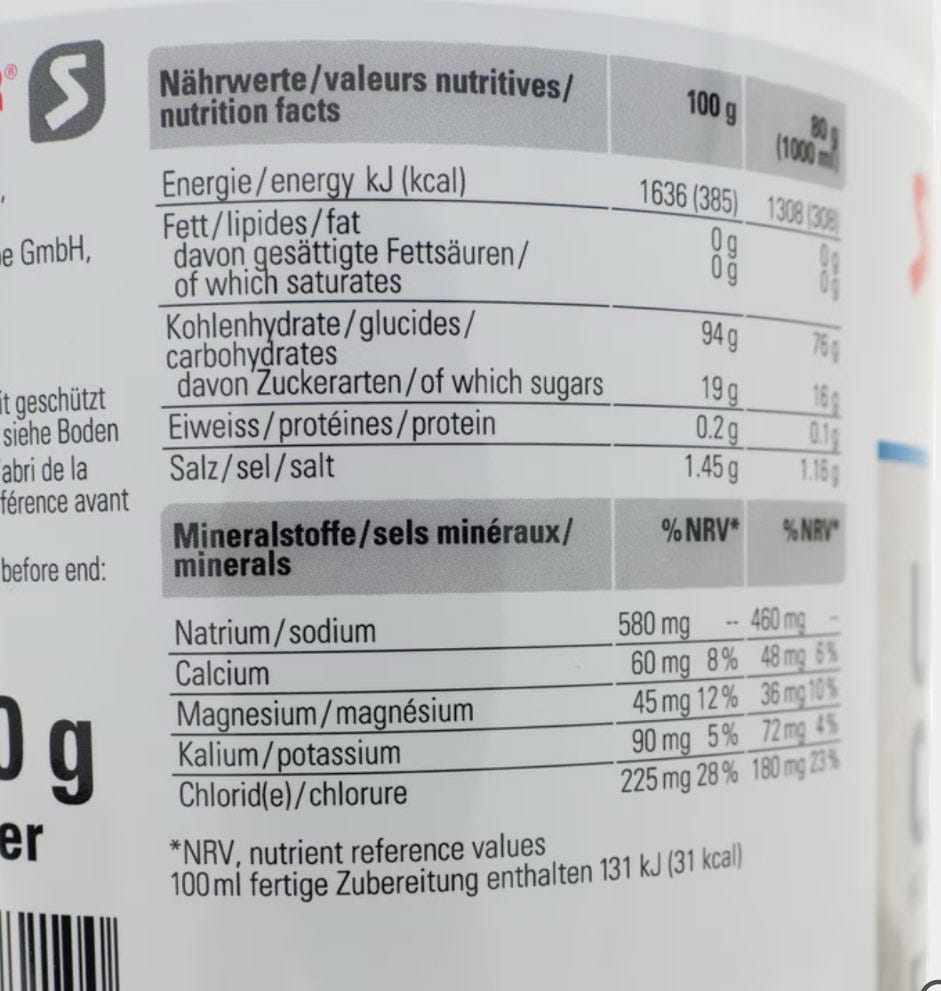 ®
S
e GmbH,
it geschützt
siehe Boden
abri de la
férence avant
before end:
0 g
er
Nährwerte/valeurs nutritives/ 100 g 80 g
nutrition facts (1000 ml)
Energie/energy kJ (kcal) 1636 (385) 1308 (308)
Fett/lipides/fat 0 g 0 g
davon gesättigte Fettsäuren/ 0 g 0 g
of which saturates
Kohlenhydrate/glucides/ 94 g 76 g
carbohydrates
davon Zuckerarten/of which sugars 19 g 16 g
Eiweiss/protéines/protein 0.2 g 0.1 g
Salz/sel/salt 1.45 g 1.16 g
Mineralstoffe/sels minéraux/ % NRV* % NRV*
minerals
Natrium/sodium 580 mg -- 460 mg --
Calcium 60 mg 8% 48 mg 6%
Magnesium/magnésium 45 mg 12% 36 mg 10%
Kalium/potassium 90 mg 5% 72 mg 4%
Chlorid(e)/chlorure 225 mg 28% 180 mg 23%
*NRV, nutrient reference values
100 ml fertige Zubereitung enthalten 131 kJ (31 kcal)